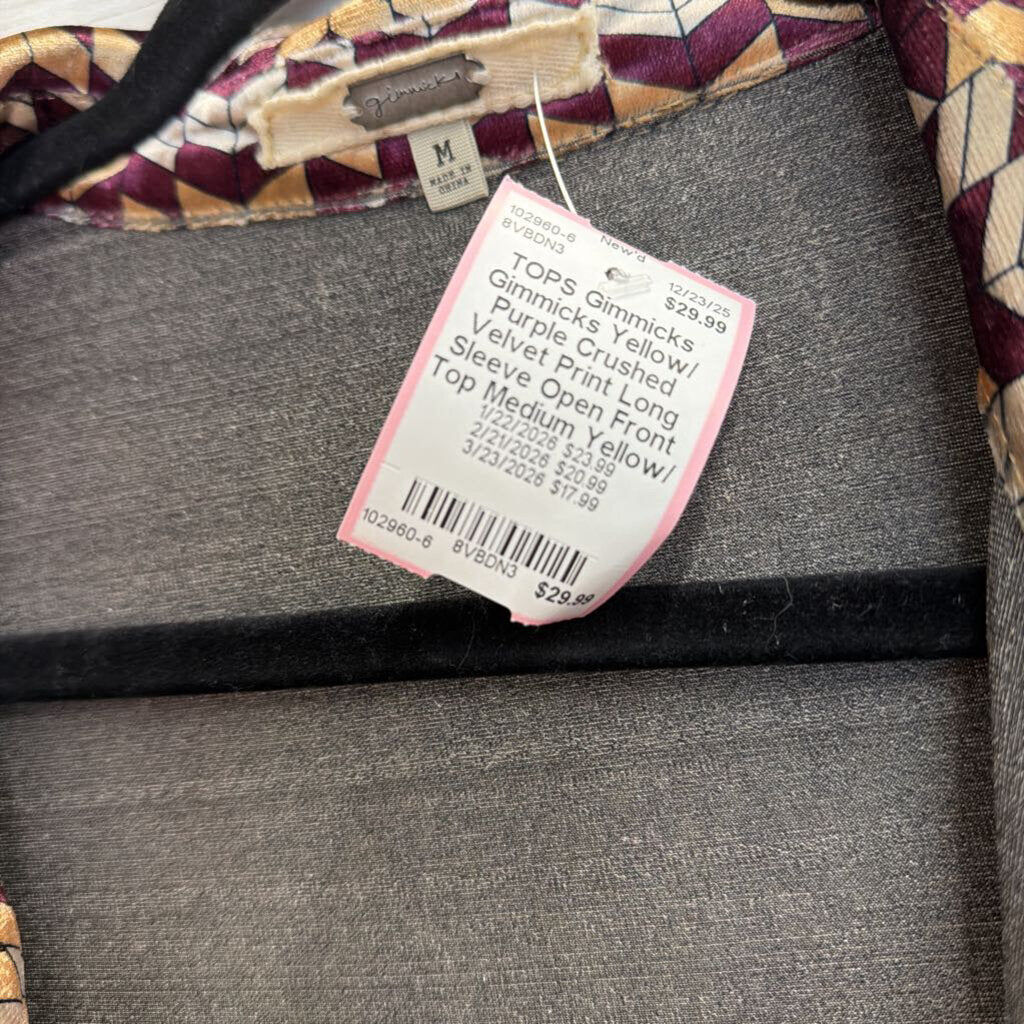 gimmicks
M
MADE IN
CHINA
102960-6
8VBDN3
New'd
12/23/25
$29.99
TOPS Gimmicks
Gimmicks Yellow/
Purple Crushed
Velvet Print Long
Sleeve Open Front
Top Medium Yellow/
1/22/2026 $23.99
2/21/2026 $20.99
3/23/2026 $17.99
102960-6 8VBDN3
$29.99